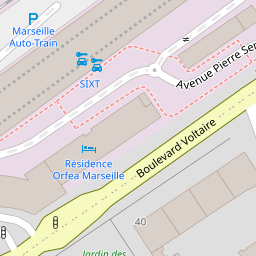 P
Marseille
Auto-Train
SIXT
Avenue Pierre Se
Boulevard Voltaire
Résidence
Orfea Marseille
40
Jardin des